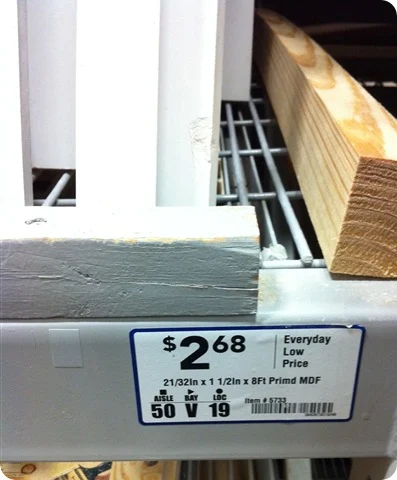 $2.68 Everyday
Low
Price
21/32In x 1 1/2In x 8Ft Primd MDF
AISLE BAY LOC Item # 5733
50 V 19